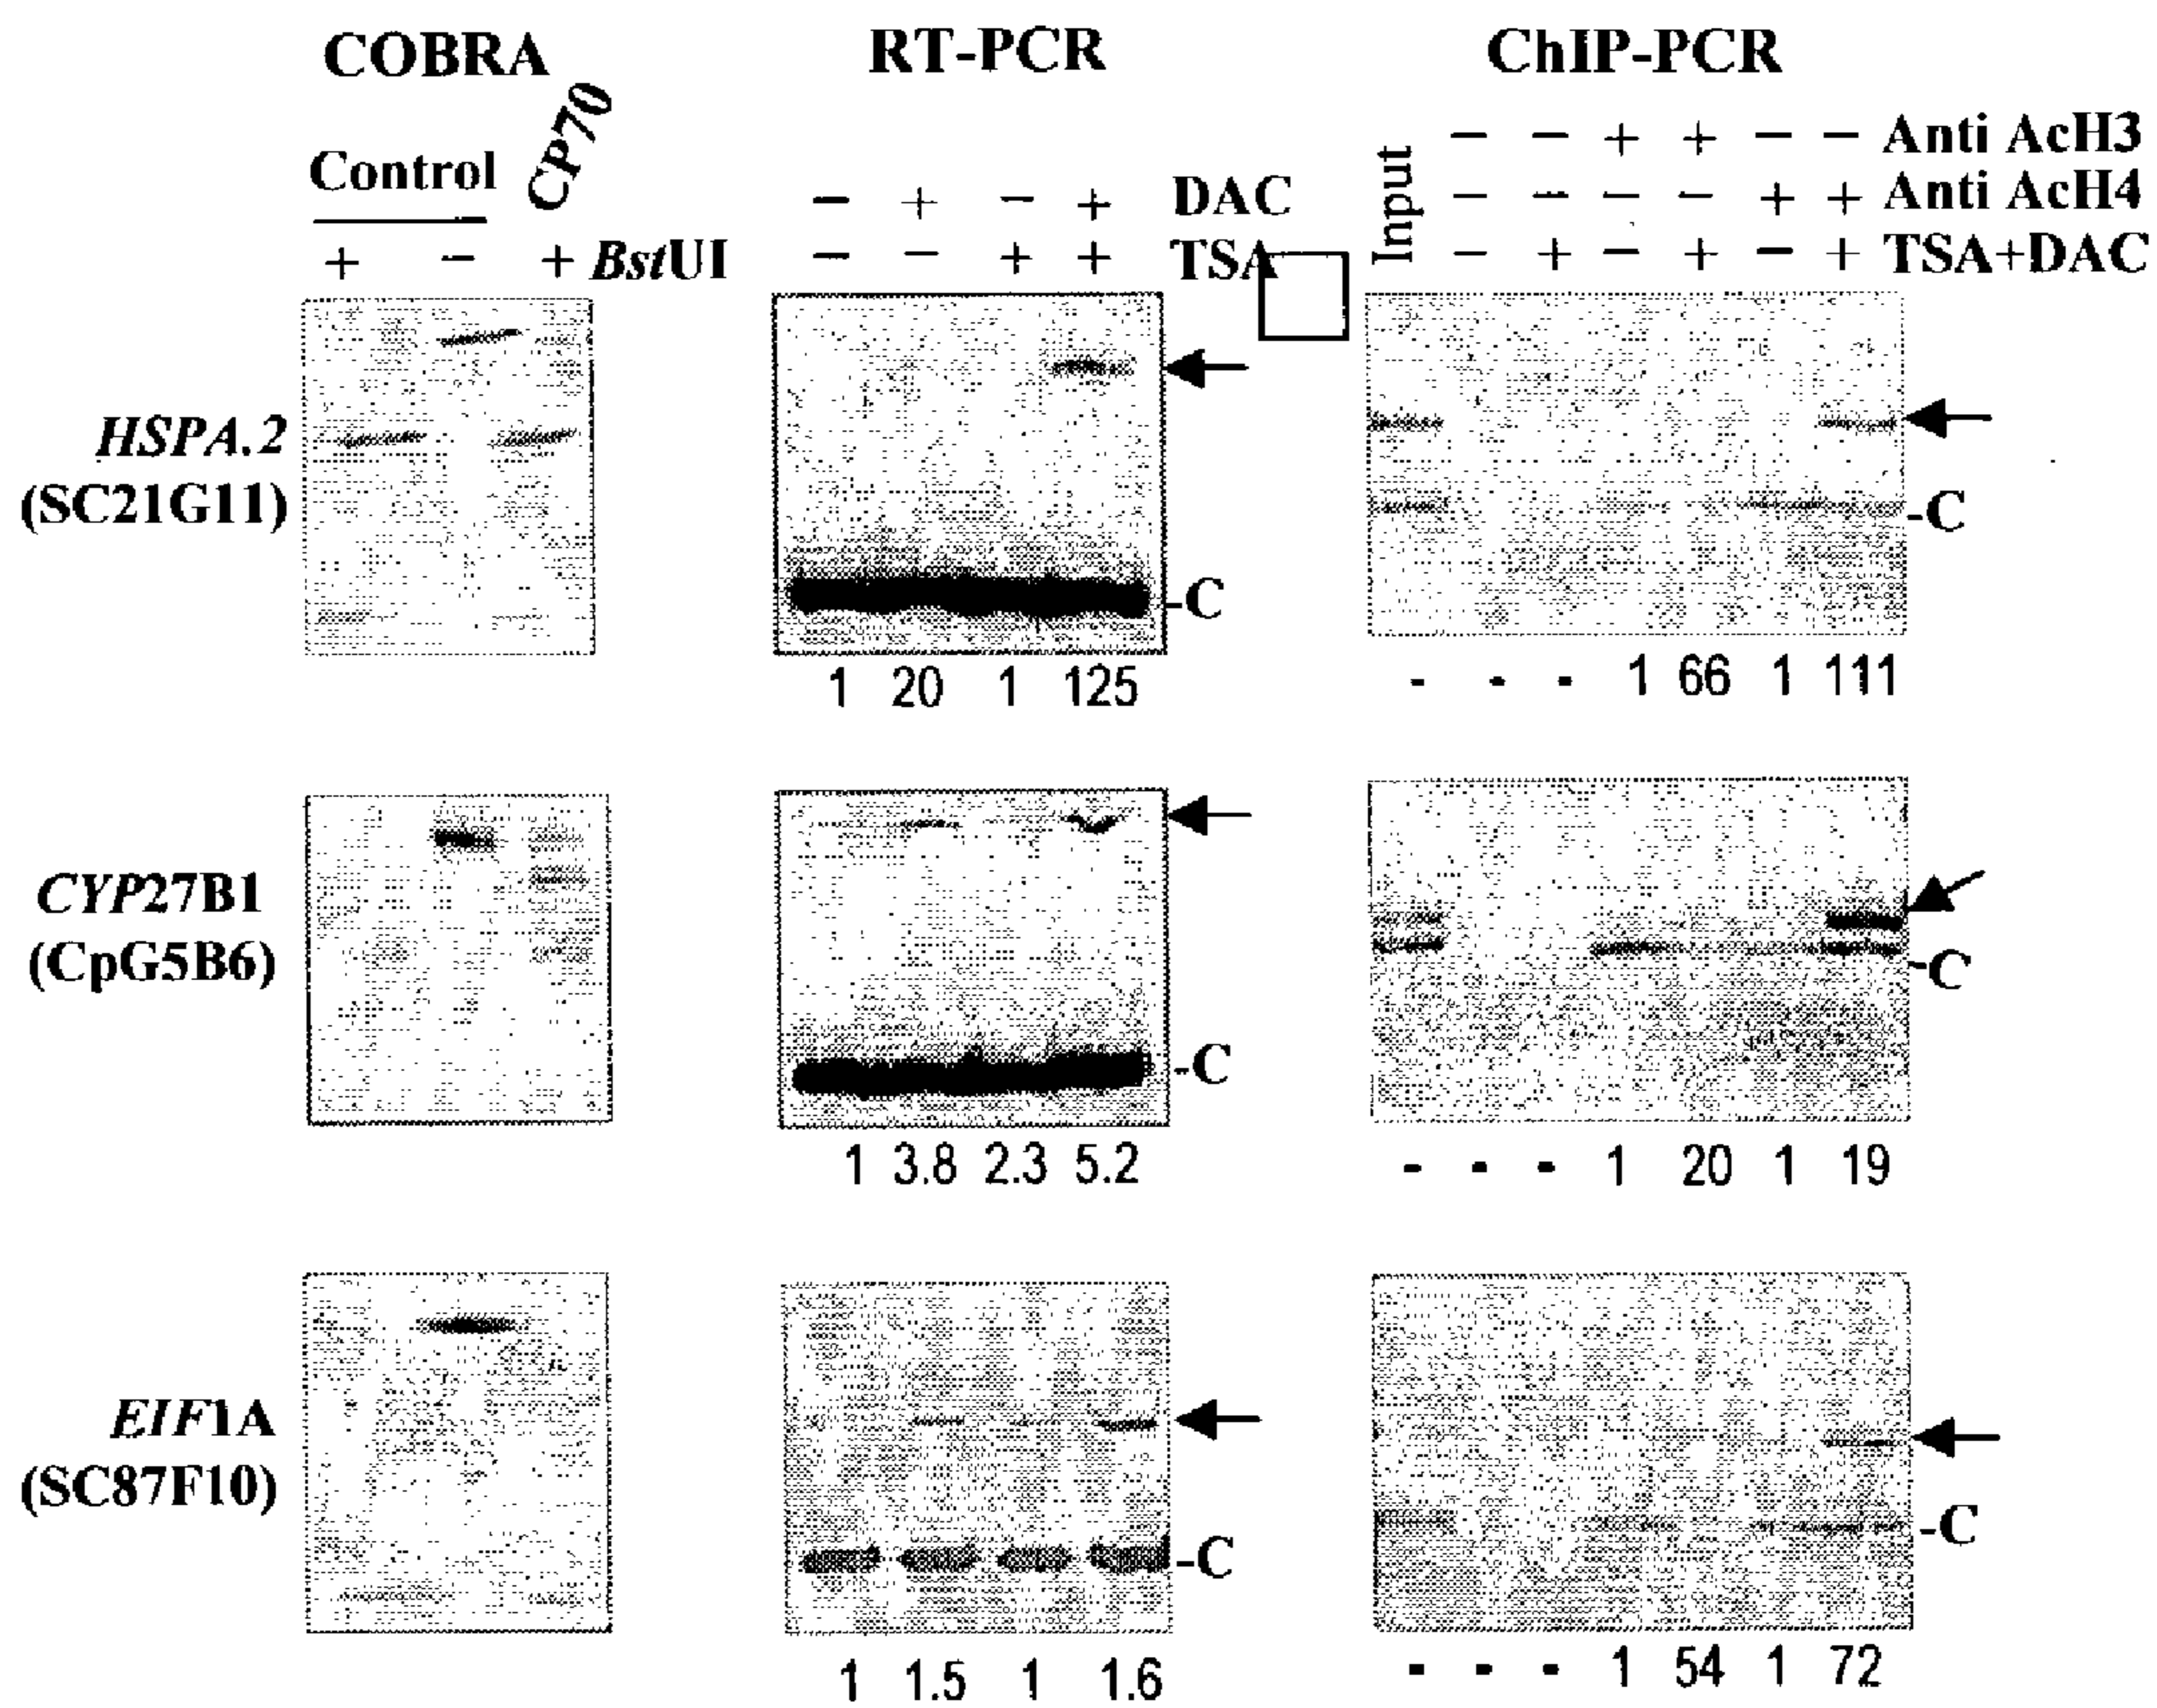 COBRA RT-PCR ChIP-PCR
Control CP70
+ − + BstUI
− + − + DAC
− − + + TSA
Input
− − + + − − Anti AcH3
− − − − + + Anti AcH4
− + − + − + TSA+DAC
HSPA.2
(SC21G11)
-C
-C
1 20 1 125
- - - 1 66 1 111
CYP27B1
(CpG5B6)
-C
-C
1 3.8 2.3 5.2
- - - 1 20 1 19
EIF1A
(SC87F10)
-C
-C
1 1.5 1 1.6
- - - 1 54 1 72